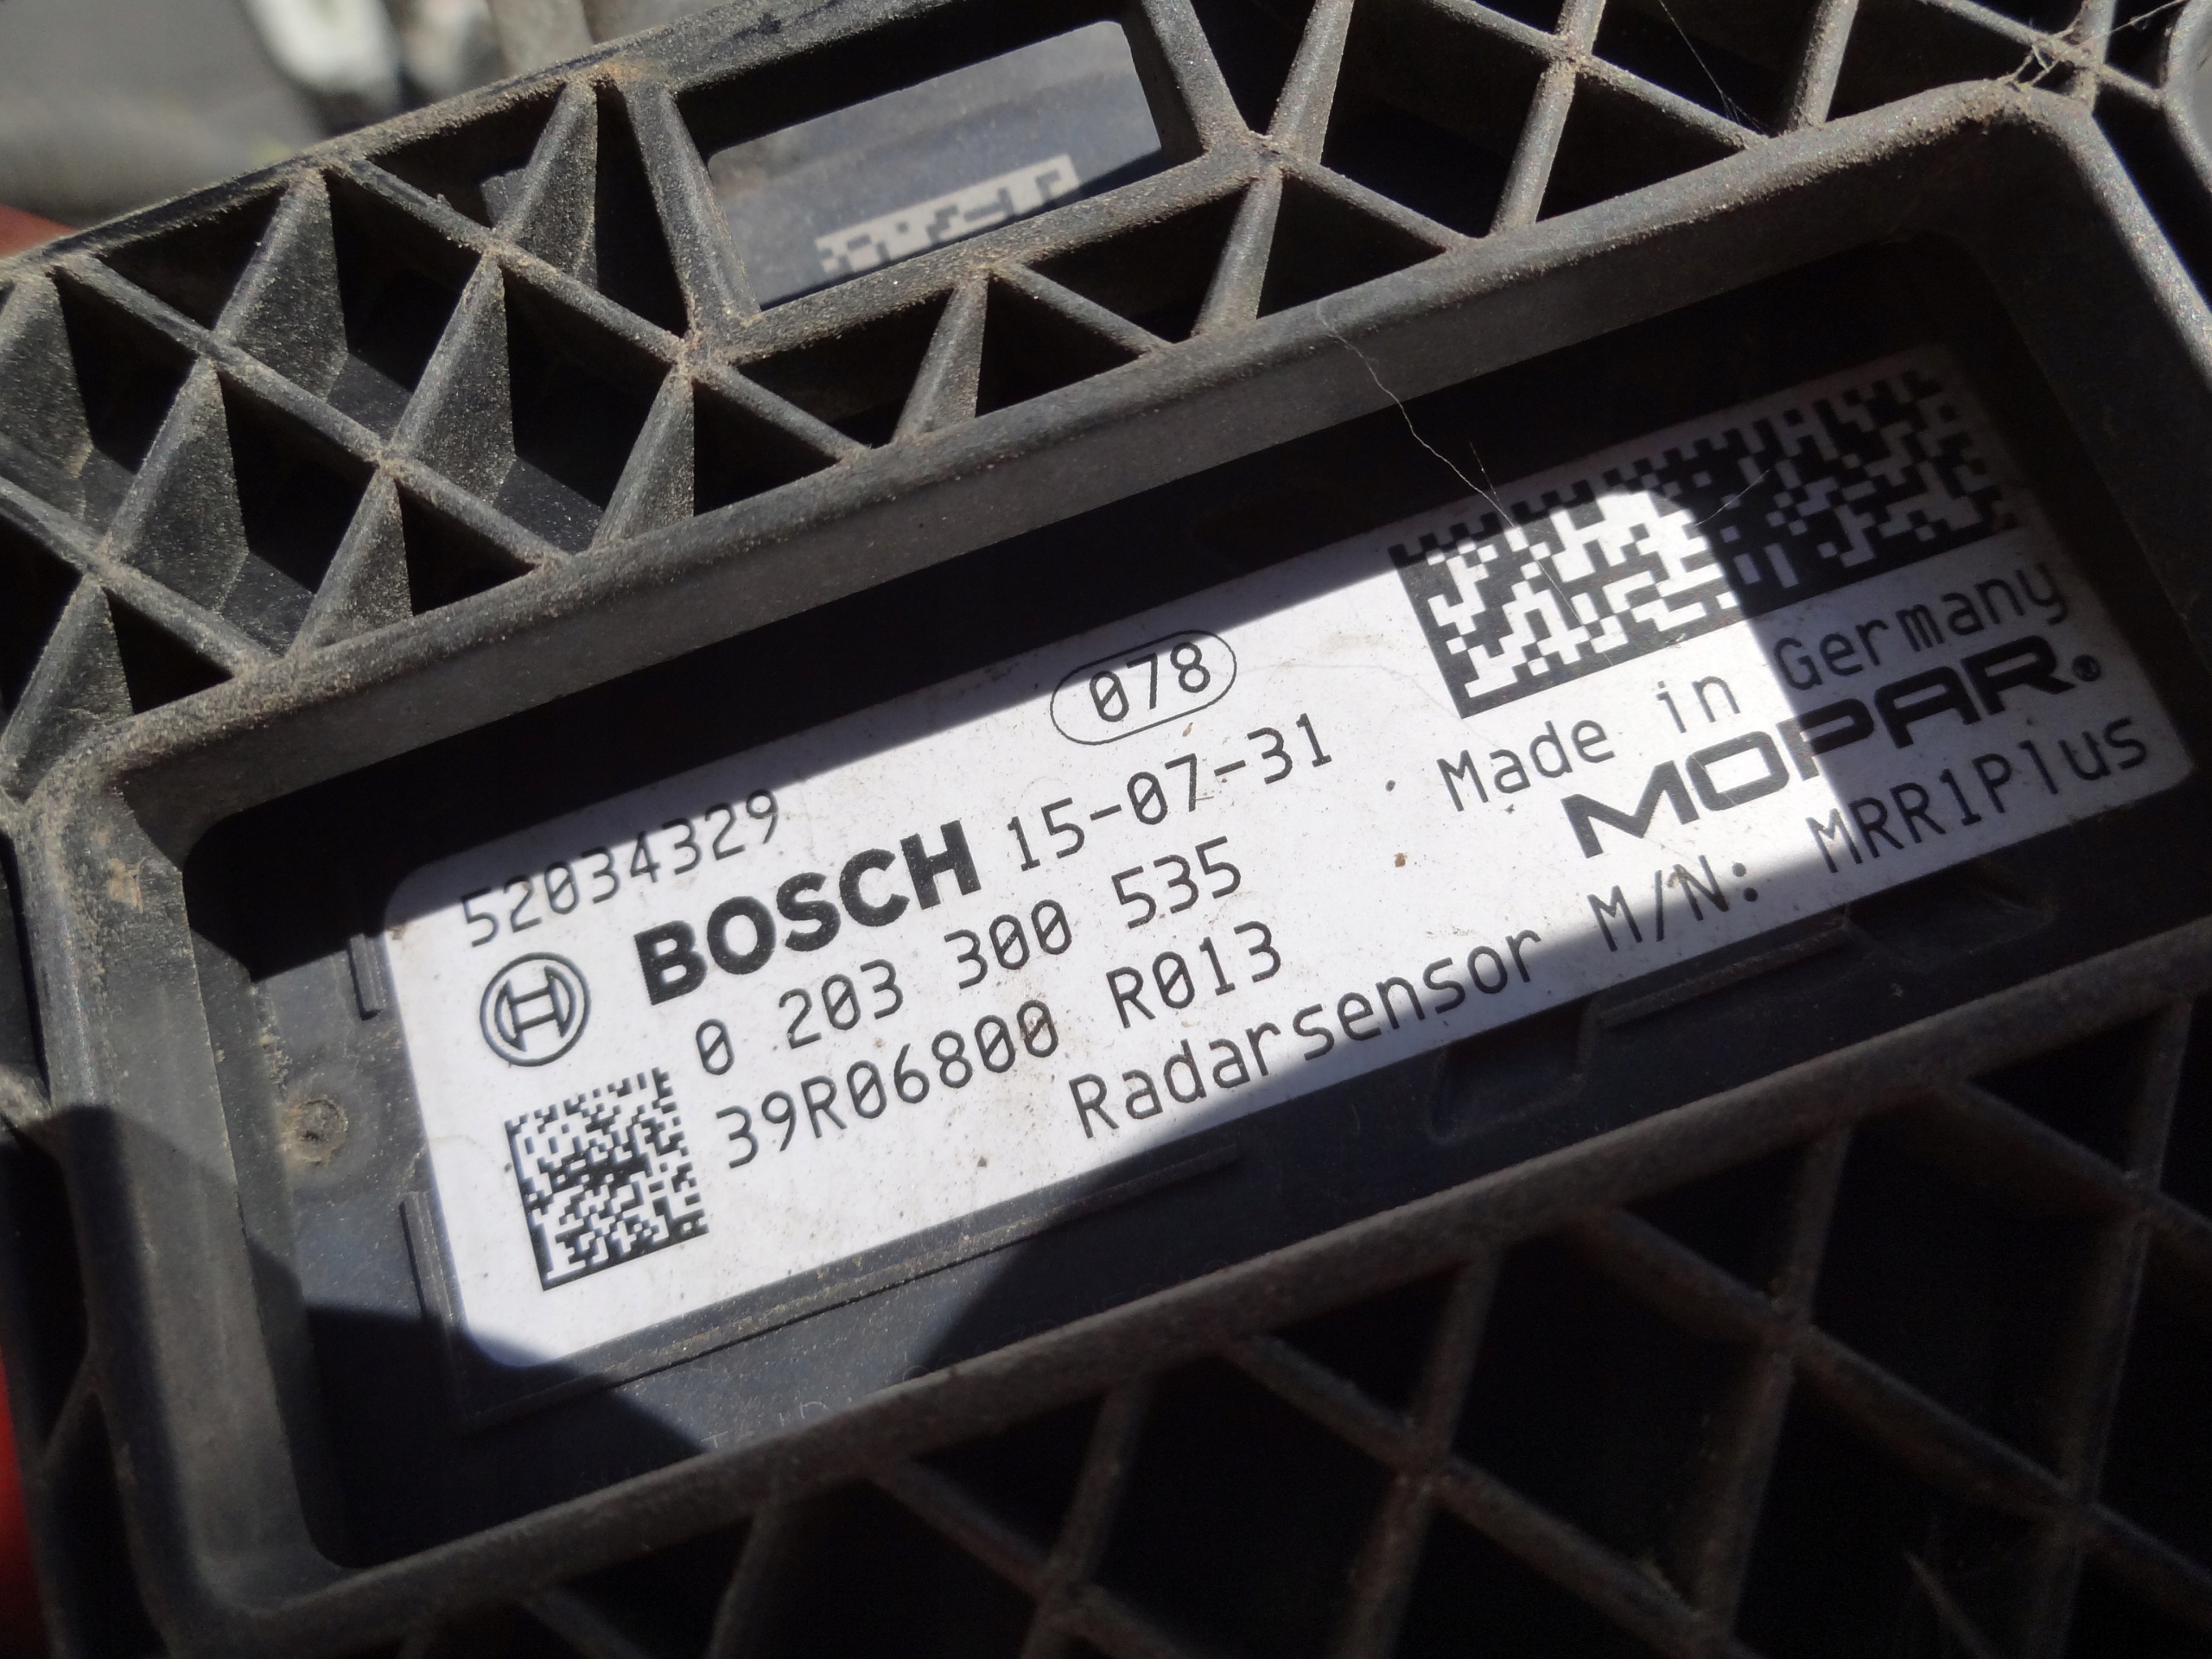 078
52034329
BOSCH 15-07-31
0 203 300 535
39R06800 R013
Made in Germany
MOPAR®
Radarsensor M/N: MRR1Plus